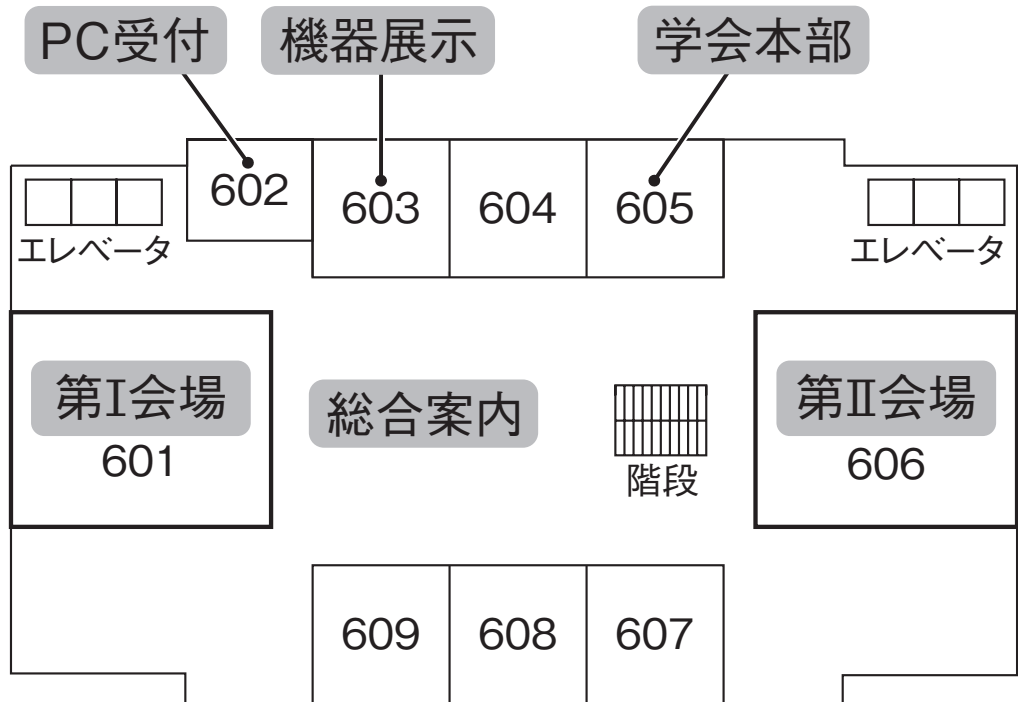 PC受付
機器展示
学会本部
602
603
604
605
エレベータ
エレベータ
第Ⅰ会場
601
総合案内
階段
第Ⅱ会場
606
609
608
607